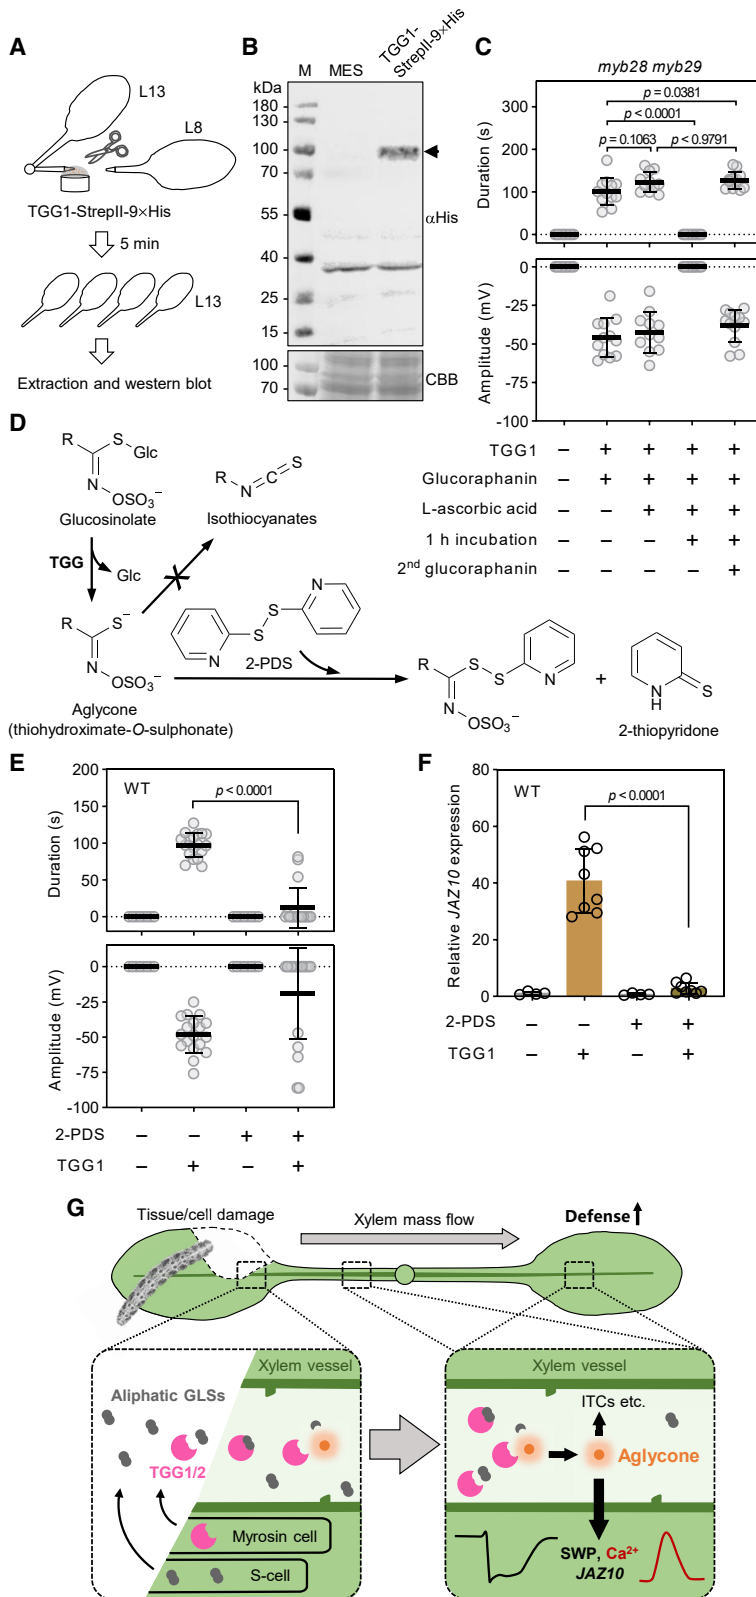 A
L13
L8
TGG1-StrepII-9×His
5 min
L13
Extraction and western blot
B
kDa M MES TGG1-StrepII-9×His
180
130
100
70
55
40
25
15
αHis
100
70
CBB
C
myb28 myb29
p = 0.0381
p < 0.0001
p = 0.1063 p < 0.9791
Duration (s)
300
200
100
0
Amplitude (mV)
0
-25
-50
-75
-100
TGG1 – + + + +
Glucoraphanin – + + + +
L-ascorbic acid – – + + +
1 h incubation – – – + +
2nd glucoraphanin – – – – +
D
R S Glc
N OSO3−
Glucosinolate
R N C S
Isothiocyanates
TGG
Glc
R S−
N OSO3−
Aglycone
(thiohydroximate-O-sulphonate)
N S S N
2-PDS
R S S N
N OSO3−
+
N H S
2-thiopyridone
E
WT
p < 0.0001
Duration (s)
200
150
100
50
0
Amplitude (mV)
0
-25
-50
-75
-100
2-PDS – – + +
TGG1 – + – +
F
WT
p < 0.0001
Relative JAZ10 expression
80
60
40
20
0
2-PDS – – + +
TGG1 – + – +
G
Tissue/cell damage
Xylem mass flow
Defense
Xylem vessel
Aliphatic GLSs
TGG1/2
Myrosin cell
S-cell
Xylem vessel
ITCs etc.
Aglycone
SWP, Ca2+
JAZ10